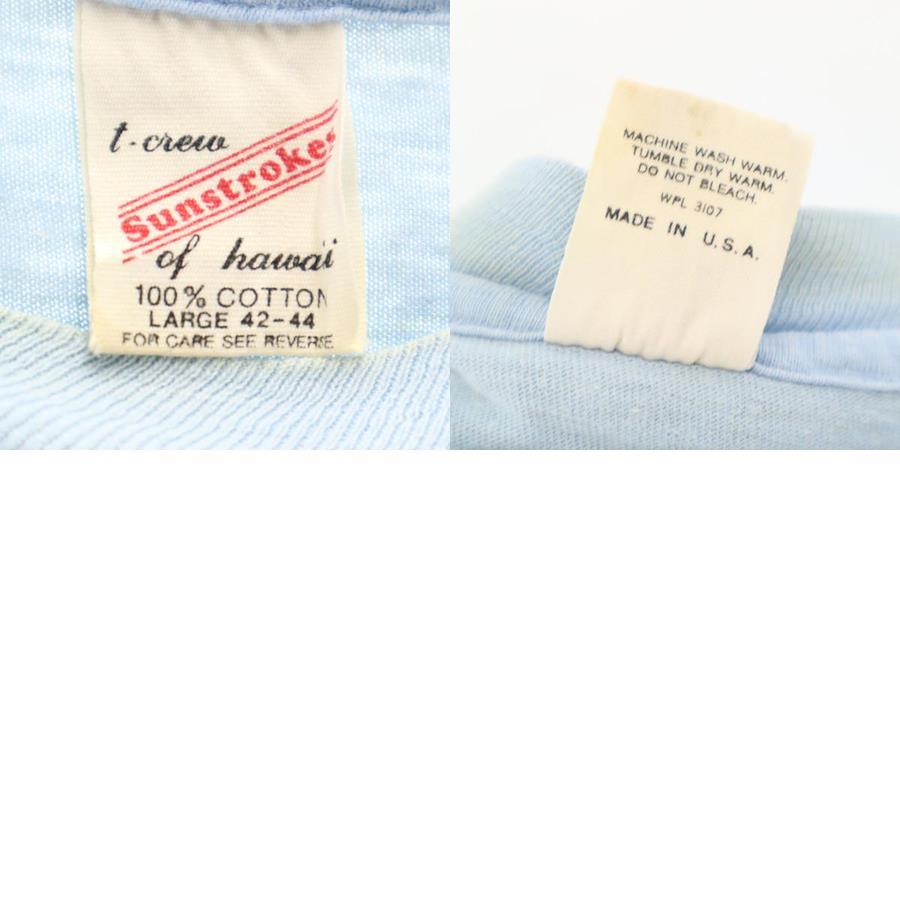 t-crew
Sunstrokes
of hawaii
100% COTTON
LARGE 42-44
FOR CARE SEE REVERSE
MACHINE WASH WARM.
TUMBLE DRY WARM.
DO NOT BLEACH.
WPL 3107
MADE IN U.S.A.